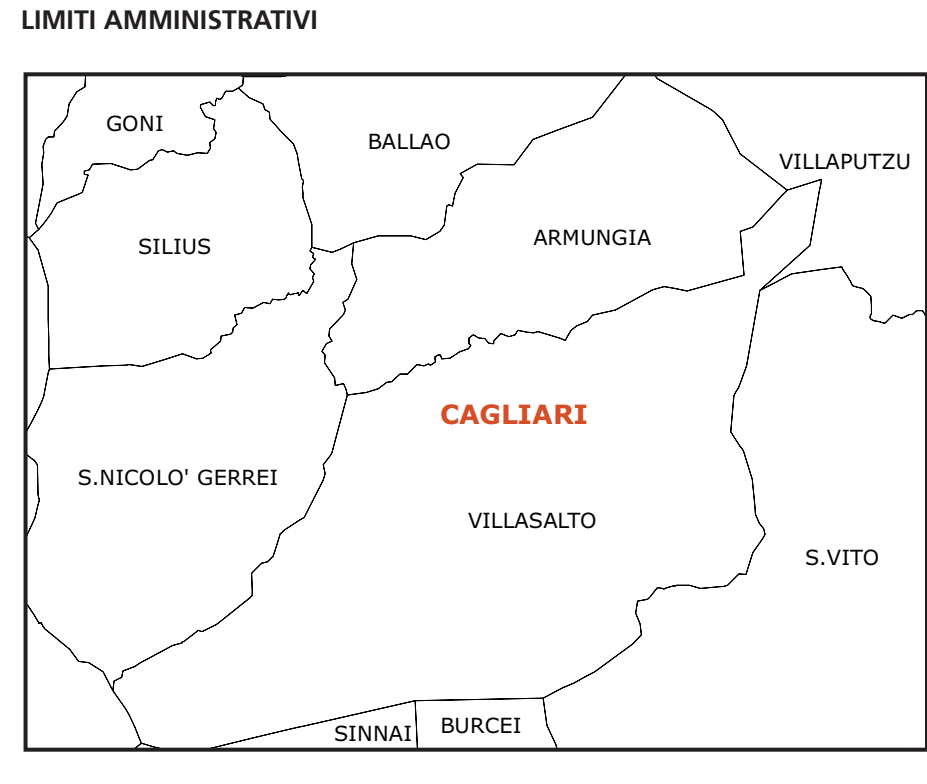 LIMITI AMMINISTRATIVI
GONI
BALLAO
VILLAPUTZU
SILIUS
ARMUNGIA
CAGLIARI
S.NICOLO' GERREI
VILLASALTO
S.VITO
SINNAI
BURCEI